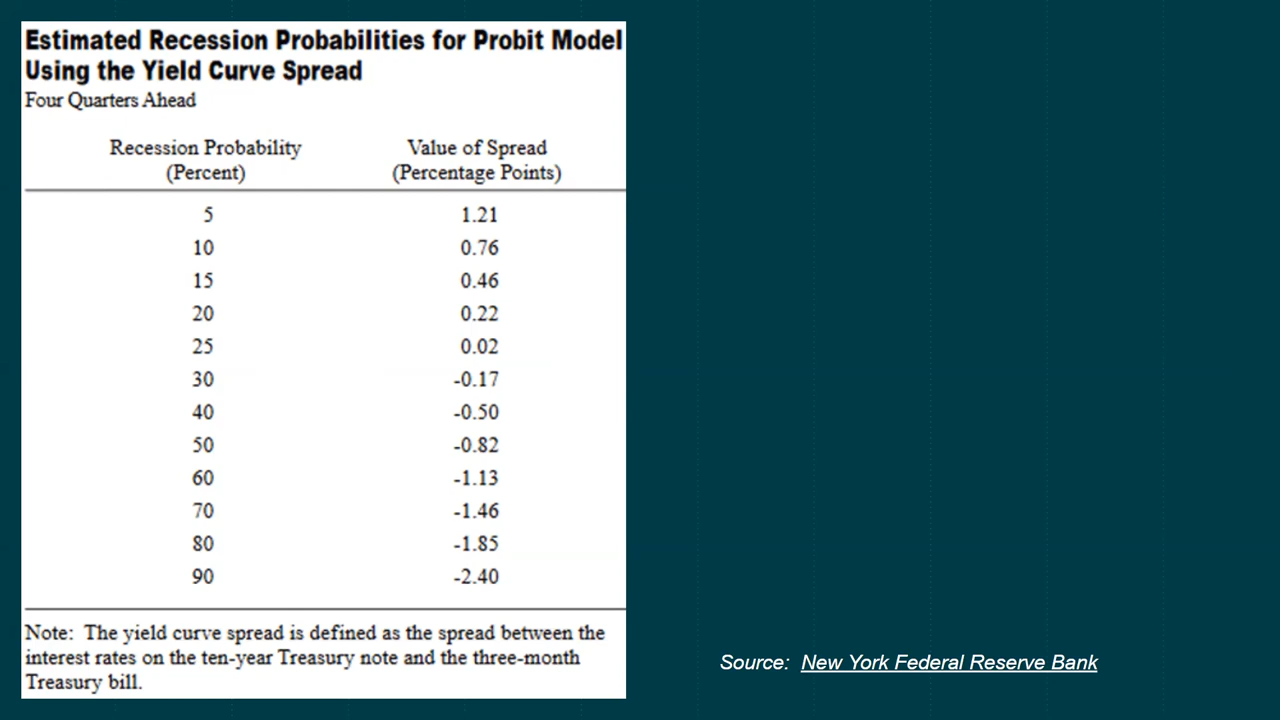 Estimated Recession Probabilities for Probit Model
Using the Yield Curve Spread
Four Quarters Ahead
Recession Probability Value of Spread
(Percent) (Percentage Points)
5 1.21
10 0.76
15 0.46
20 0.22
25 0.02
30 -0.17
40 -0.50
50 -0.82
60 -1.13
70 -1.46
80 -1.85
90 -2.40
Note: The yield curve spread is defined as the spread between the
interest rates on the ten-year Treasury note and the three-month
Treasury bill.
Source: New York Federal Reserve Bank